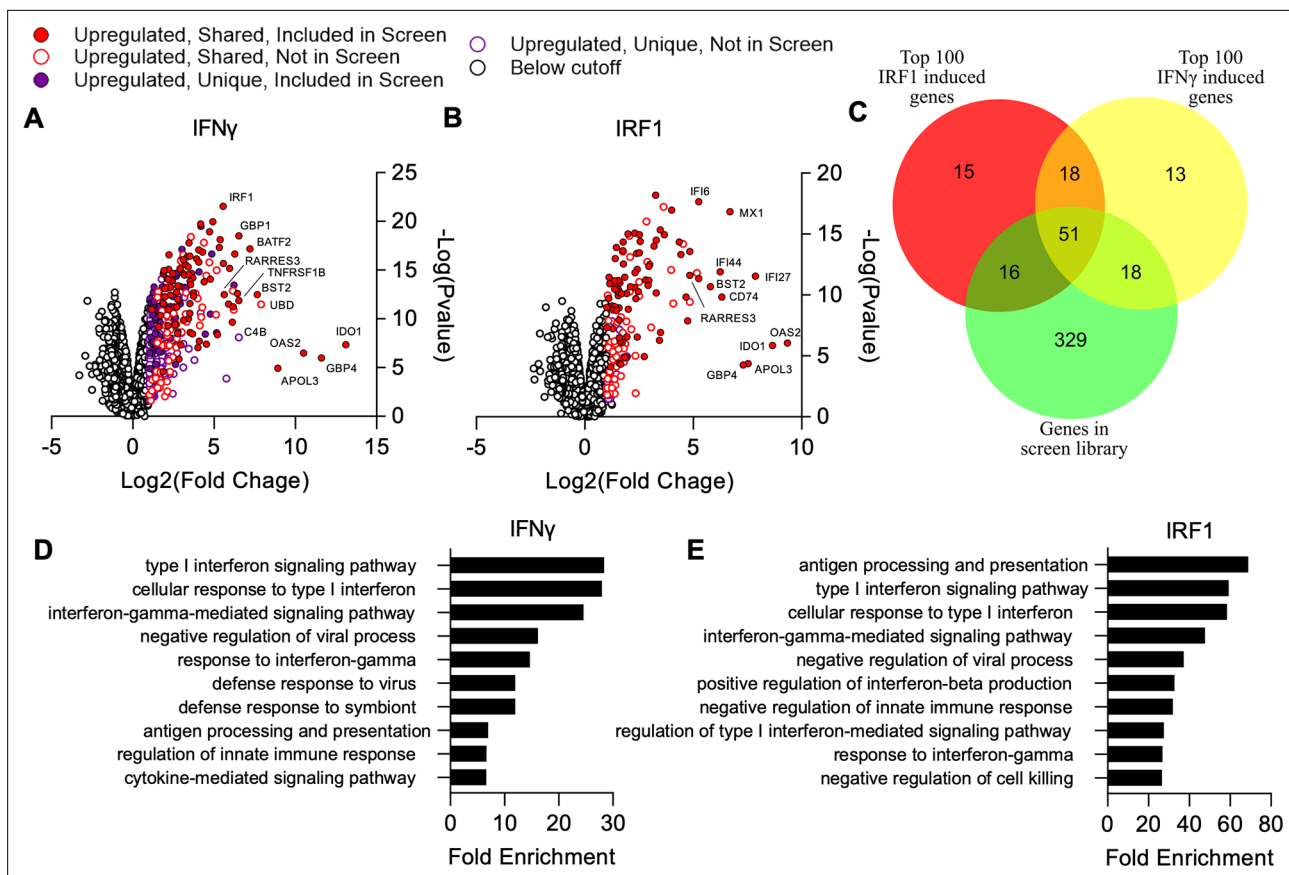 Upregulated, Shared, Included in Screen
Upregulated, Shared, Not in Screen
Upregulated, Unique, Included in Screen
Upregulated, Unique, Not in Screen
Below cutoff
A
IFNγ
IRF1
GBP1
BATF2
RARRES3
TNFRSF1B
BST2
UBD
C4B
IDO1
OAS2
GBP4
APOL3
25
20
15
10
5
0
-Log(Pvalue)
-5
0
5
10
15
Log2(Fold Chage)
B
IRF1
IFI6
MX1
IFI44
IFI27
BST2
CD74
RARRES3
OAS2
IDO1
GBP4
APOL3
20
15
10
5
0
-Log(Pvalue)
-5
0
5
10
Log2(Fold Chage)
C
Top 100
IRF1 induced
genes
Top 100
IFNγ induced
genes
15
18
13
51
16
18
329
Genes in
screen library
D
IFNγ
type I interferon signaling pathway
cellular response to type I interferon
interferon-gamma-mediated signaling pathway
negative regulation of viral process
response to interferon-gamma
defense response to virus
defense response to symbiont
antigen processing and presentation
regulation of innate immune response
cytokine-mediated signaling pathway
0
10
20
30
Fold Enrichment
E
IRF1
antigen processing and presentation
type I interferon signaling pathway
cellular response to type I interferon
interferon-gamma-mediated signaling pathway
negative regulation of viral process
positive regulation of interferon-beta production
negative regulation of innate immune response
regulation of type I interferon-mediated signaling pathway
response to interferon-gamma
negative regulation of cell killing
0
20
40
60
80
Fold Enrichment